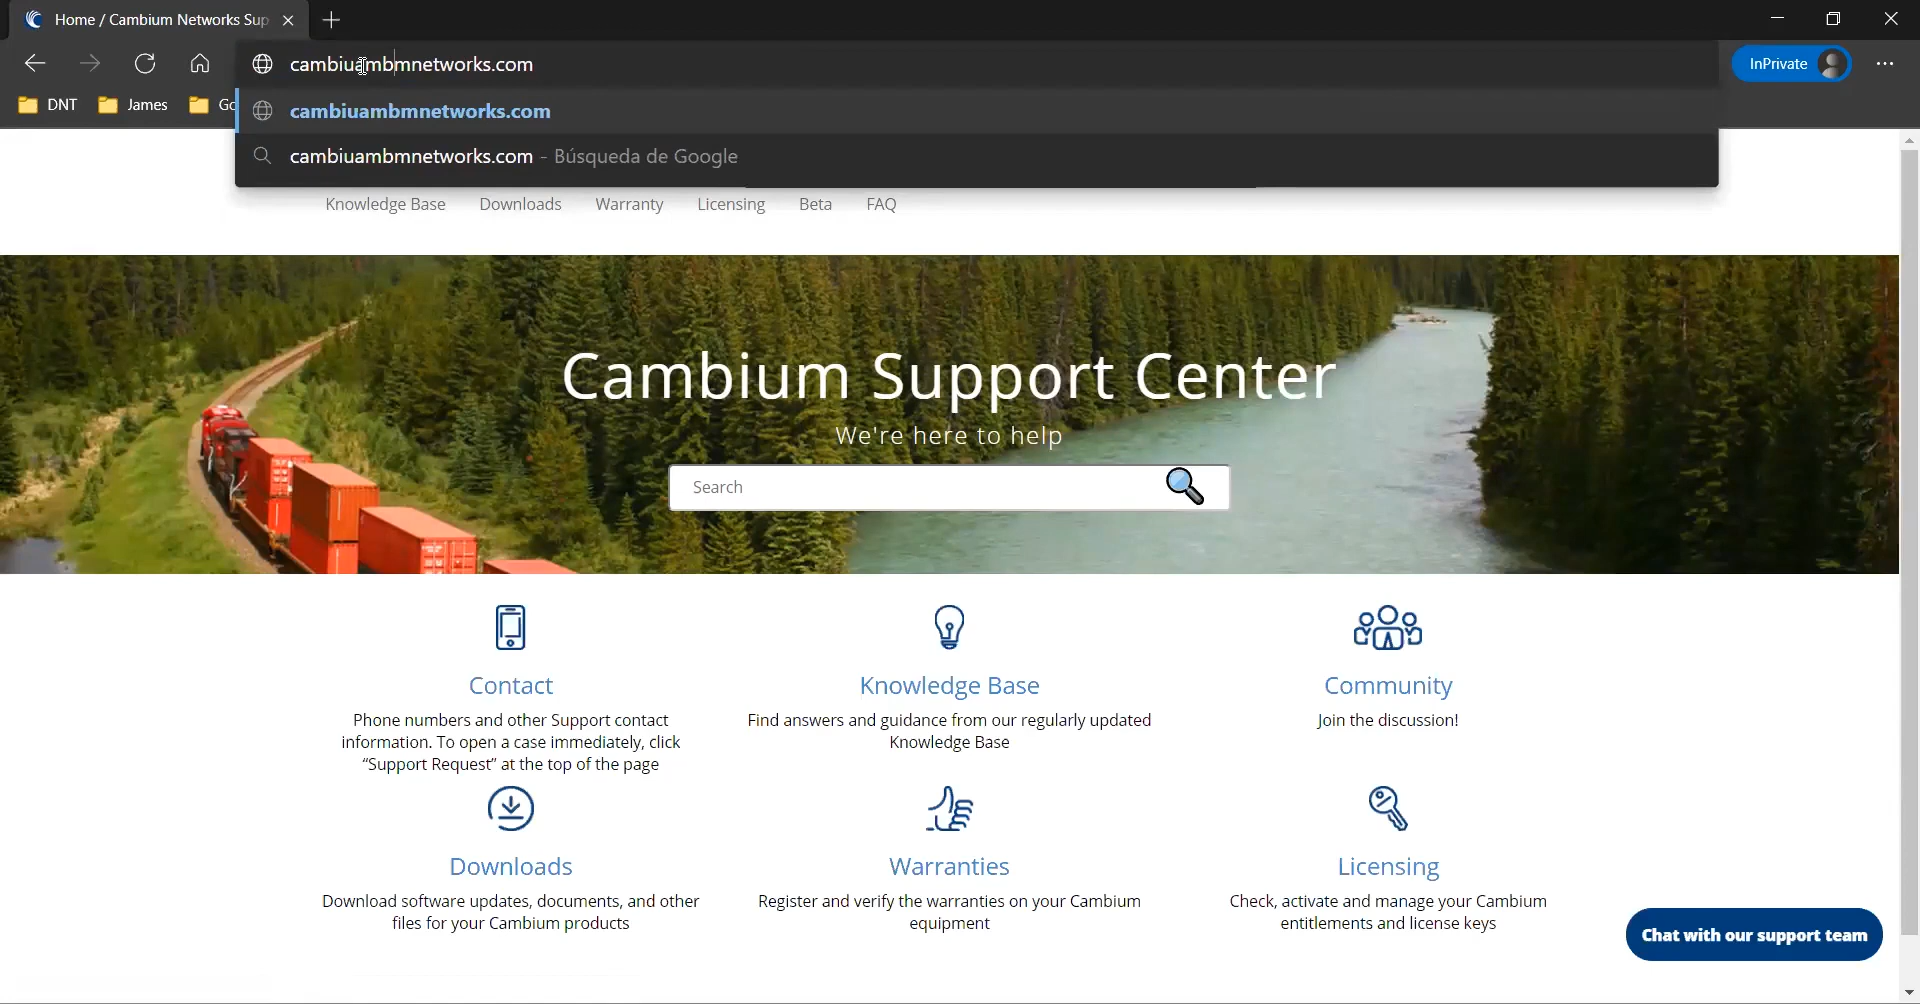 Home / Cambium Networks Sup
cambiuambmnetworks.com
InPrivate
DNT James Go
cambiuambmnetworks.com
cambiuambmnetworks.com - Búsqueda de Google
Knowledge Base Downloads Warranty Licensing Beta FAQ
Cambium Support Center
We're here to help
Search
Contact
Phone numbers and other Support contact
information. To open a case immediately, click
“Support Request” at the top of the page
Knowledge Base
Find answers and guidance from our regularly updated
Knowledge Base
Community
Join the discussion!
Downloads
Download software updates, documents, and other
files for your Cambium products
Warranties
Register and verify the warranties on your Cambium
equipment
Licensing
Check, activate and manage your Cambium
entitlements and license keys
Chat with our support team